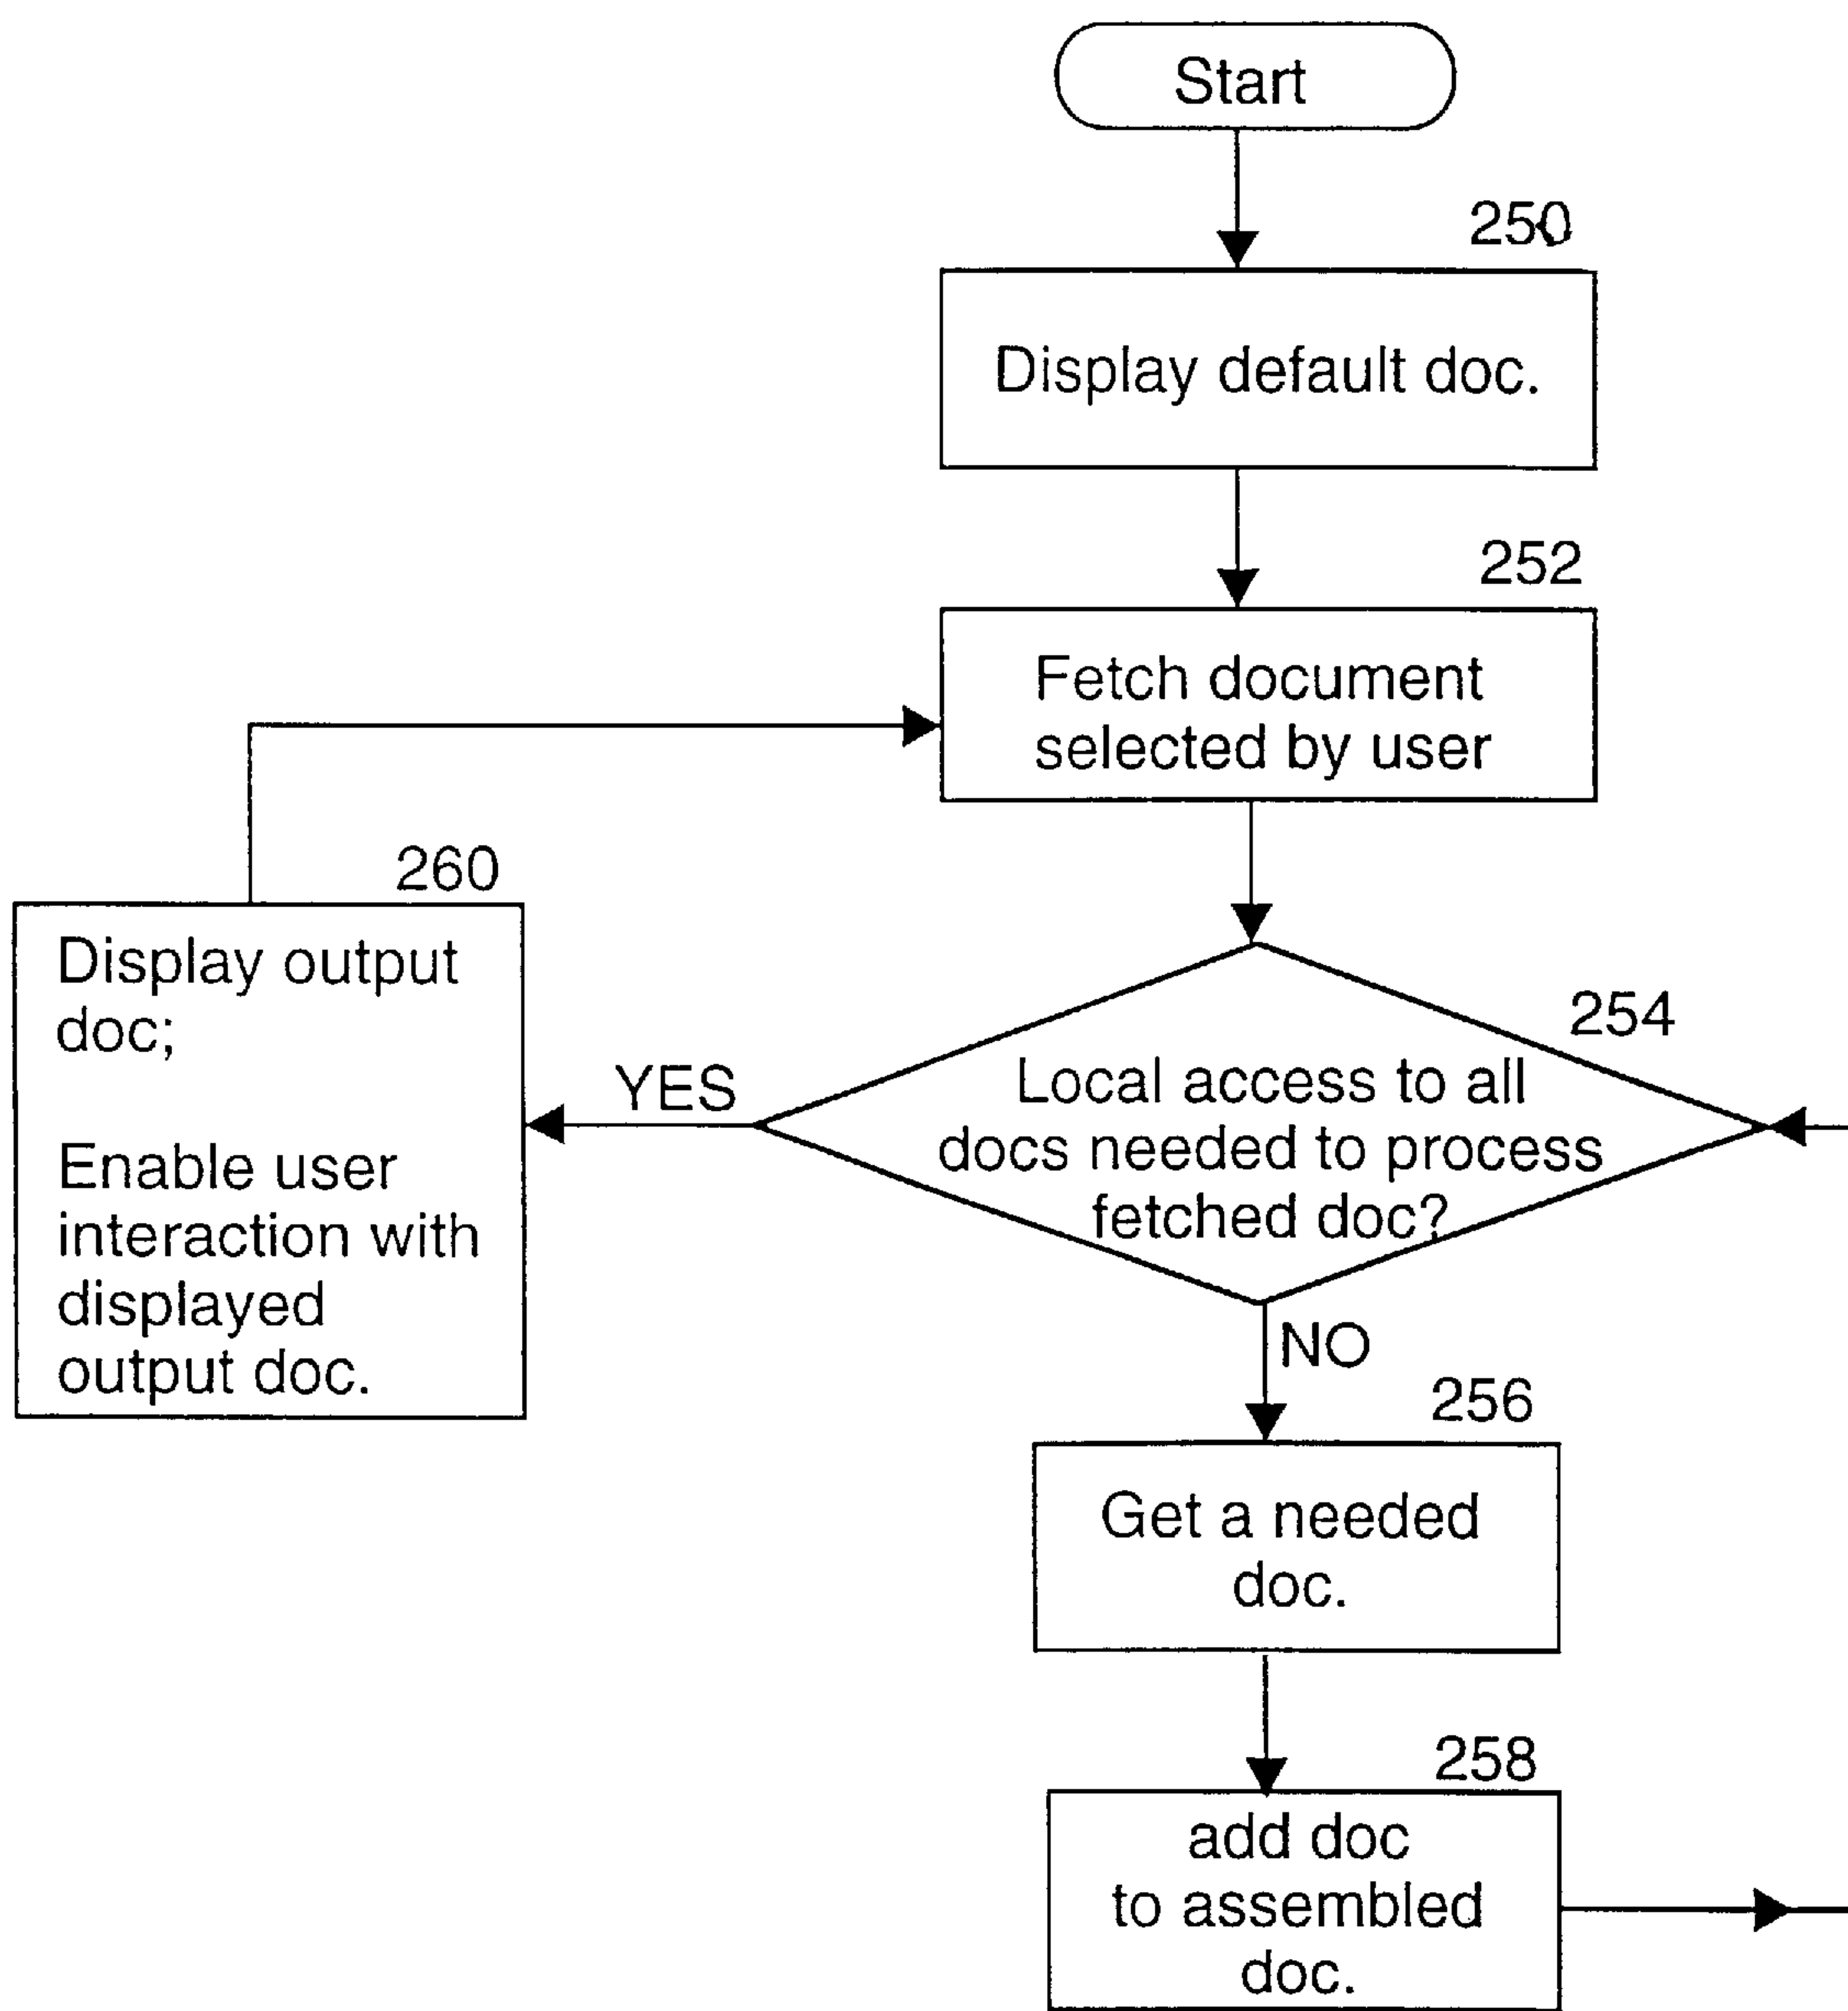 Start
250
Display default doc.
252
Fetch document
selected by user
260
Display output
doc;
Enable user
interaction with
displayed
output doc.
YES
254
Local access to all
docs needed to process
fetched doc?
NO
256
Get a needed
doc.
258
add doc
to assembled
doc.